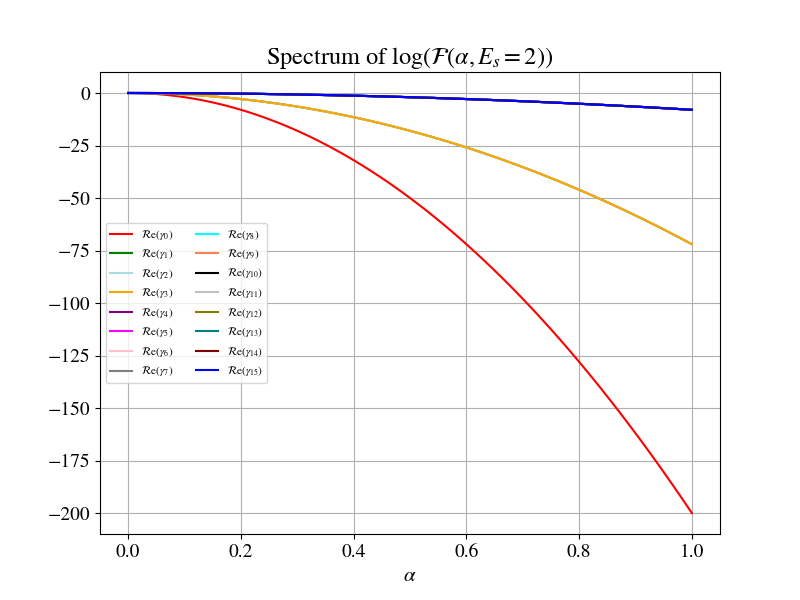 Spectrum of log(ℱ(α, E_s = 2))
0
−25
−50
−75
−100
−125
−150
−175
−200
ℛe(γ₀)
ℛe(γ₁)
ℛe(γ₂)
ℛe(γ₃)
ℛe(γ₄)
ℛe(γ₅)
ℛe(γ₆)
ℛe(γ₇)
ℛe(γ₈)
ℛe(γ₉)
ℛe(γ₁₀)
ℛe(γ₁₁)
ℛe(γ₁₂)
ℛe(γ₁₃)
ℛe(γ₁₄)
ℛe(γ₁₅)
0.0 0.2 0.4 0.6 0.8 1.0
α